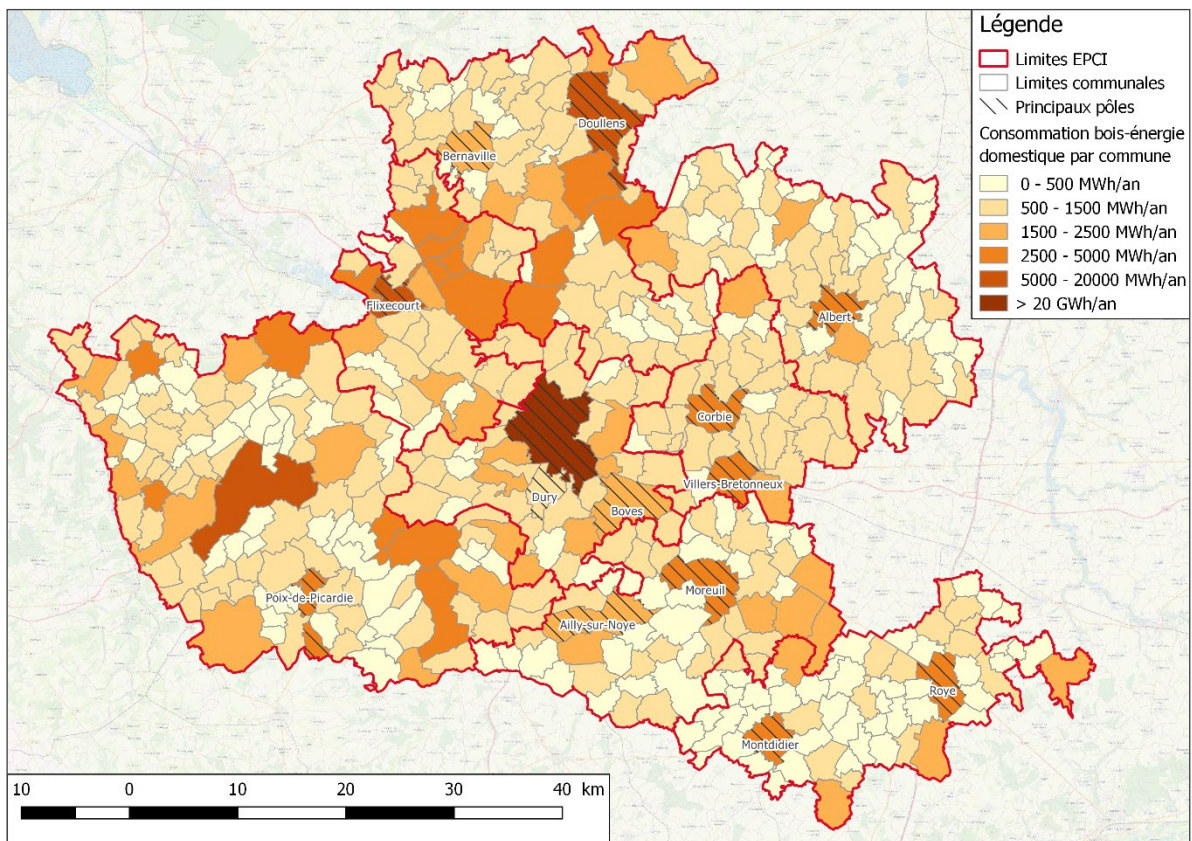 Légende
Limites EPCI
Limites communales
Principaux pôles
Consommation bois-énergie
domestique par commune
0 - 500 MWh/an
500 - 1500 MWh/an
1500 - 2500 MWh/an
2500 - 5000 MWh/an
5000 - 20000 MWh/an
> 20 GWh/an
Doullens
Bernaville
Flixecourt
Albert
Corbie
Villers-Bretonneux
Dury
Boves
Poix-de-Picardie
Moreuil
Ailly-sur-Noye
Roye
Montdidier
10 0 10 20 30 40 km